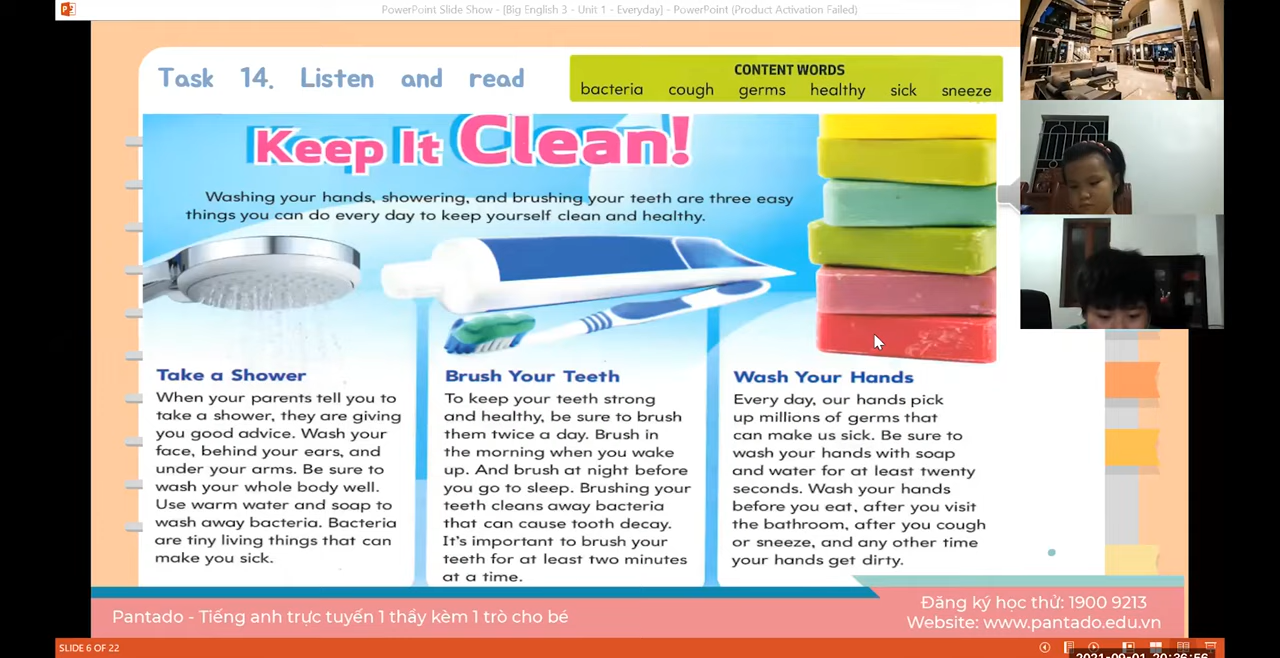 PowerPoint Slide Show - [Big English 3 - Unit 1 - Everyday] - PowerPoint (Product Activation Failed)
Task 14. Listen and read
CONTENT WORDS
bacteria cough germs healthy sick sneeze
Keep It Clean!
Washing your hands, showering, and brushing your teeth are three easy
things you can do every day to keep yourself clean and healthy.
Take a Shower
When your parents tell you to
take a shower, they are giving
you good advice. Wash your
face, behind your ears, and
under your arms. Be sure to
wash your whole body well.
Use warm water and soap to
wash away bacteria. Bacteria
are tiny living things that can
make you sick.
Brush Your Teeth
To keep your teeth strong
and healthy, be sure to brush
them twice a day. Brush in
the morning when you wake
up. And brush at night before
you go to sleep. Brushing your
teeth cleans away bacteria
that can cause tooth decay.
It's important to brush your
teeth for at least two minutes
at a time.
Wash Your Hands
Every day, our hands pick
up millions of germs that
can make us sick. Be sure to
wash your hands with soap
and water for at least twenty
seconds. Wash your hands
before you eat, after you visit
the bathroom, after you cough
or sneeze, and any other time
your hands get dirty.
Pantado - Tiếng anh trực tuyến 1 thầy kèm 1 trò cho bé
Đăng ký học thử: 1900 9213
Website: www.pantado.edu.vn
SLIDE 6 OF 22
2021-09-01 20:36:56